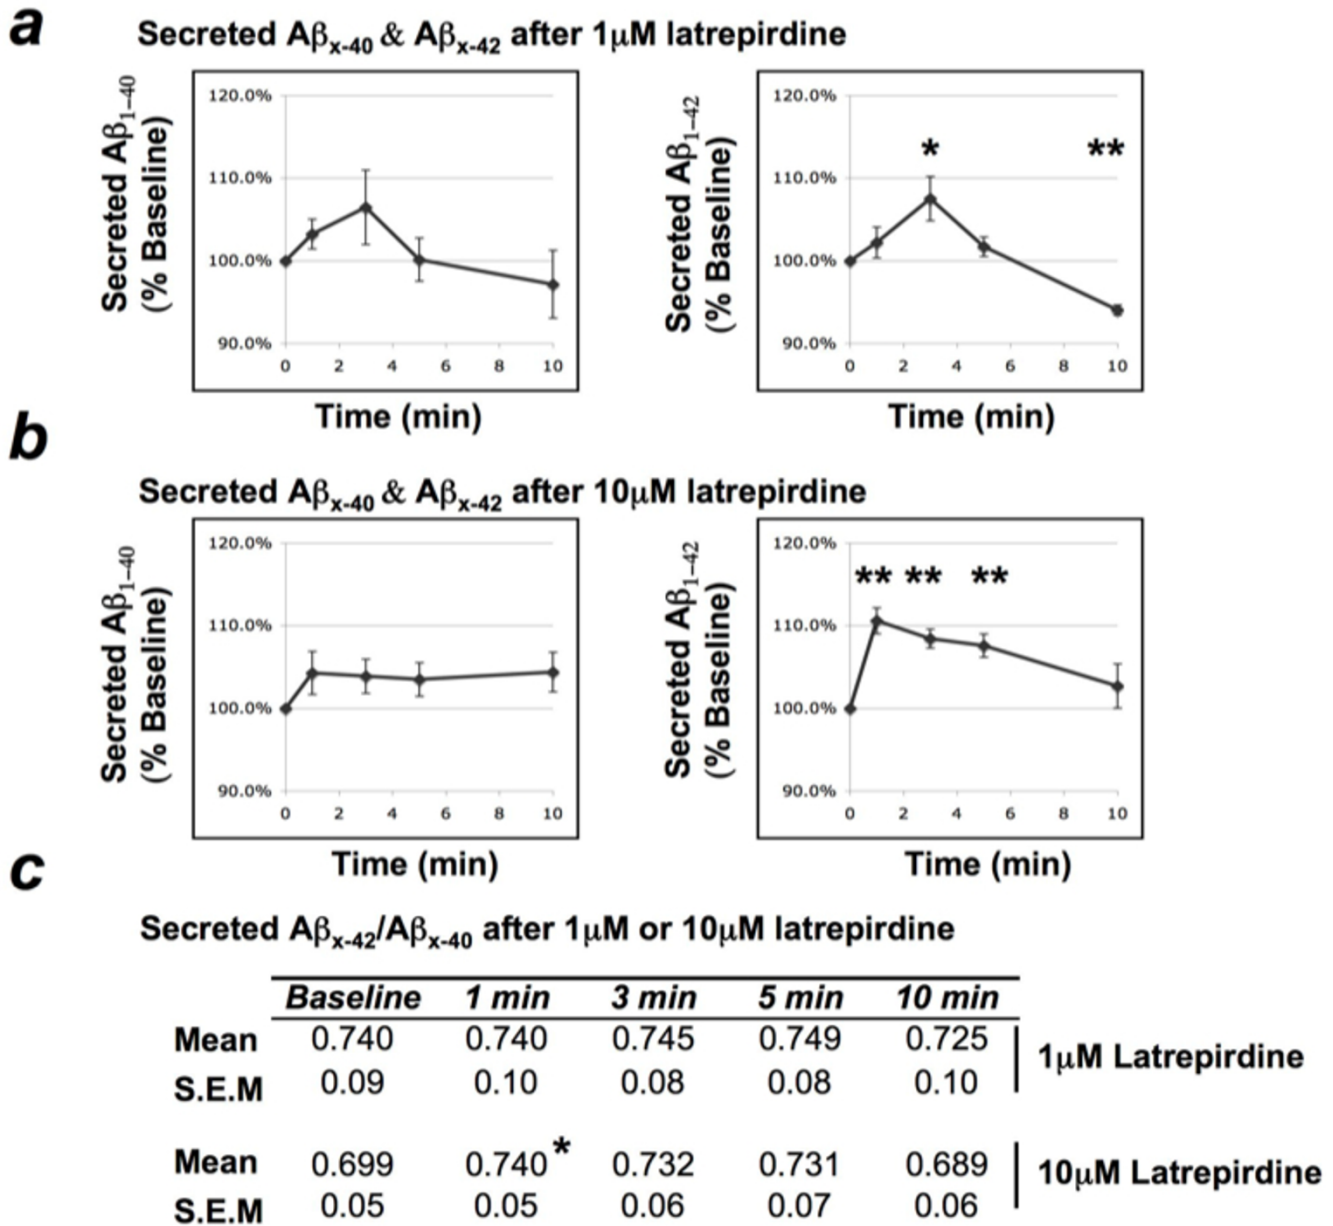 a
Secreted Aβx-40 & Aβx-42 after 1μM latrepirdine
Secreted Aβ1–40
(% Baseline)
120.0%
110.0%
100.0%
90.0%
0 2 4 6 8 10
Time (min)
Secreted Aβ1–42
(% Baseline)
120.0%
110.0%
100.0%
90.0%
* **
0 2 4 6 8 10
Time (min)
b
Secreted Aβx-40 & Aβx-42 after 10μM latrepirdine
Secreted Aβ1–40
(% Baseline)
120.0%
110.0%
100.0%
90.0%
0 2 4 6 8 10
Time (min)
Secreted Aβ1–42
(% Baseline)
120.0%
110.0%
100.0%
90.0%
** ** **
0 2 4 6 8 10
Time (min)
c
Secreted Aβx-42/Aβx-40 after 1μM or 10μM latrepirdine
Baseline 1 min 3 min 5 min 10 min
Mean 0.740 0.740 0.745 0.749 0.725
1μM Latrepirdine
S.E.M 0.09 0.10 0.08 0.08 0.10
Mean 0.699 0.740* 0.732 0.731 0.689
10μM Latrepirdine
S.E.M 0.05 0.05 0.06 0.07 0.06